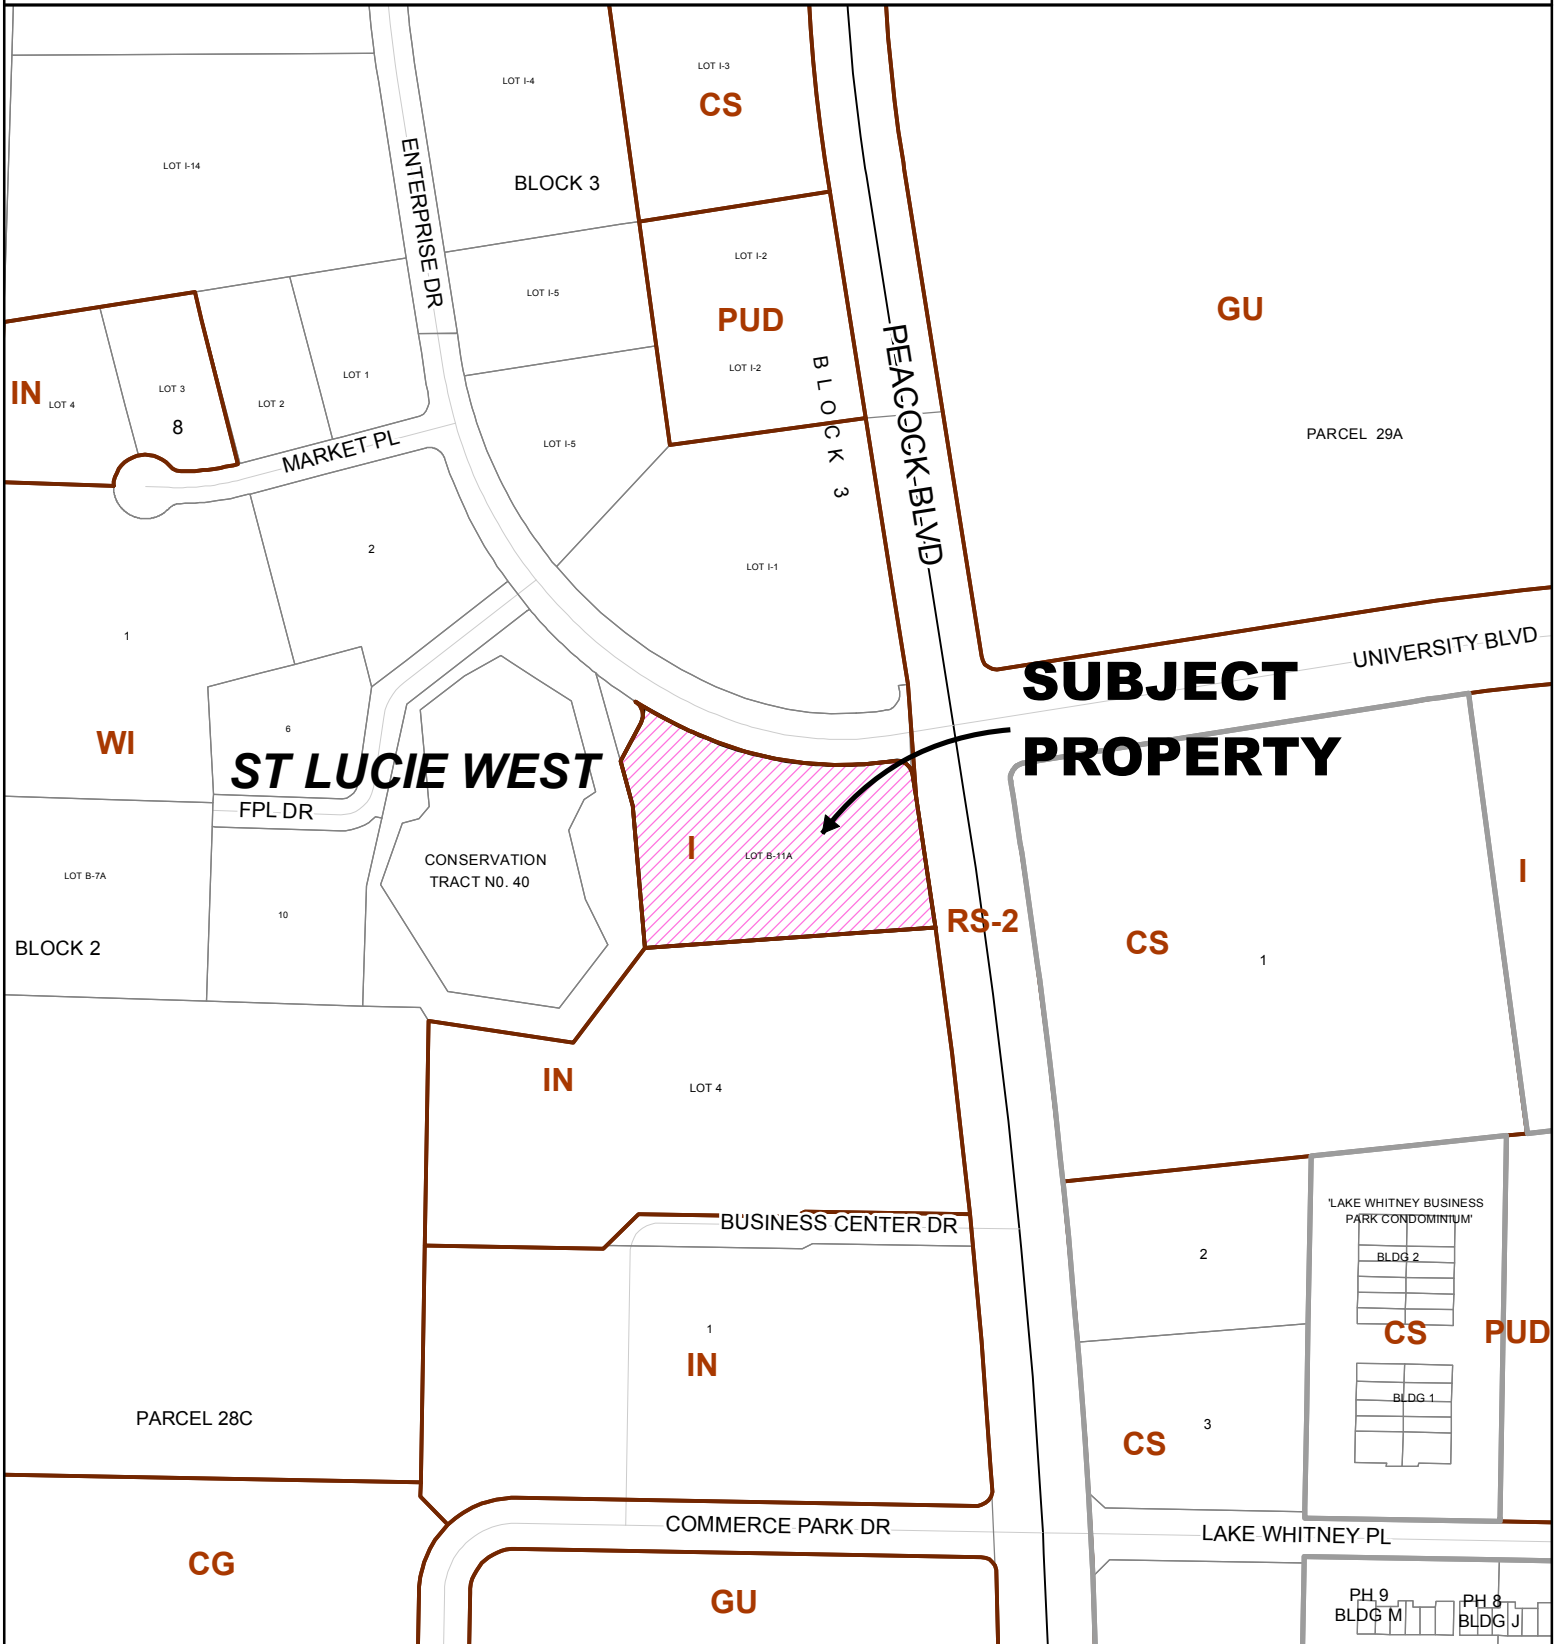 LOT I-3
CS
LOT I-4
LOT I-14
BLOCK 3
ENTERPRISE DR
LOT I-2
LOT I-5
PUD
GU
LOT I-2
BLOCK 3
PEACOCK BLVD
LOT 1
LOT 3
IN
LOT 4
LOT 2
8
MARKET PL
LOT I-5
PARCEL 29A
2
LOT I-1
1
UNIVERSITY BLVD
SUBJECT
PROPERTY
6
WI
ST LUCIE WEST
FPL DR
I
LOT B-11A
CONSERVATION
TRACT N0. 40
LOT B-7A
I
10
RS-2
BLOCK 2
CS
1
IN
LOT 4
'LAKE WHITNEY BUSINESS
PARK CONDOMINIUM'
BUSINESS CENTER DR
2
BLDG 2
1
CS
PUD
IN
BLDG 1
PARCEL 28C
3
CS
COMMERCE PARK DR
LAKE WHITNEY PL
CG
GU
PH 9
BLDG M
PH 8
BLDG J